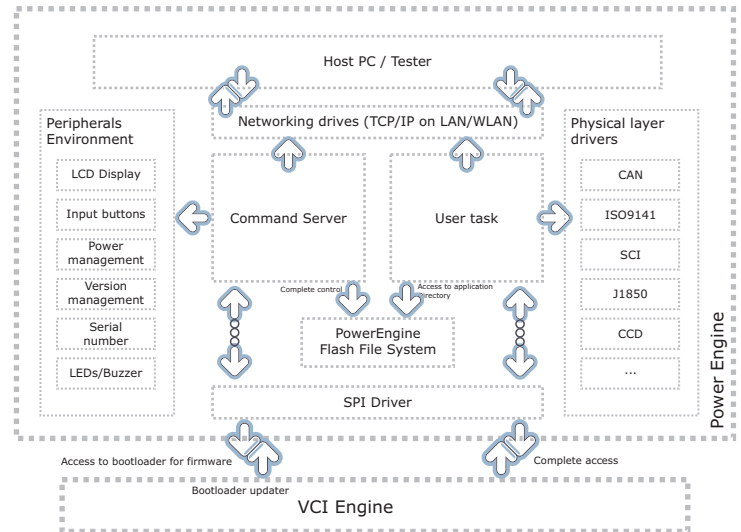 Host PC / Tester
Networking drives (TCP/IP on LAN/WLAN)
Peripherals
Environment
LCD Display
Input buttons
Power
management
Version
management
Serial
number
LEDs/Buzzer
Command Server
User task
Physical layer
drivers
CAN
ISO9141
SCI
J1850
CCD
...
Complete control
Access to application
Directory
PowerEngine
Flash File System
SPI Driver
Power Engine
Access to bootloader for firmware
Complete access
Bootloader updater
VCI Engine